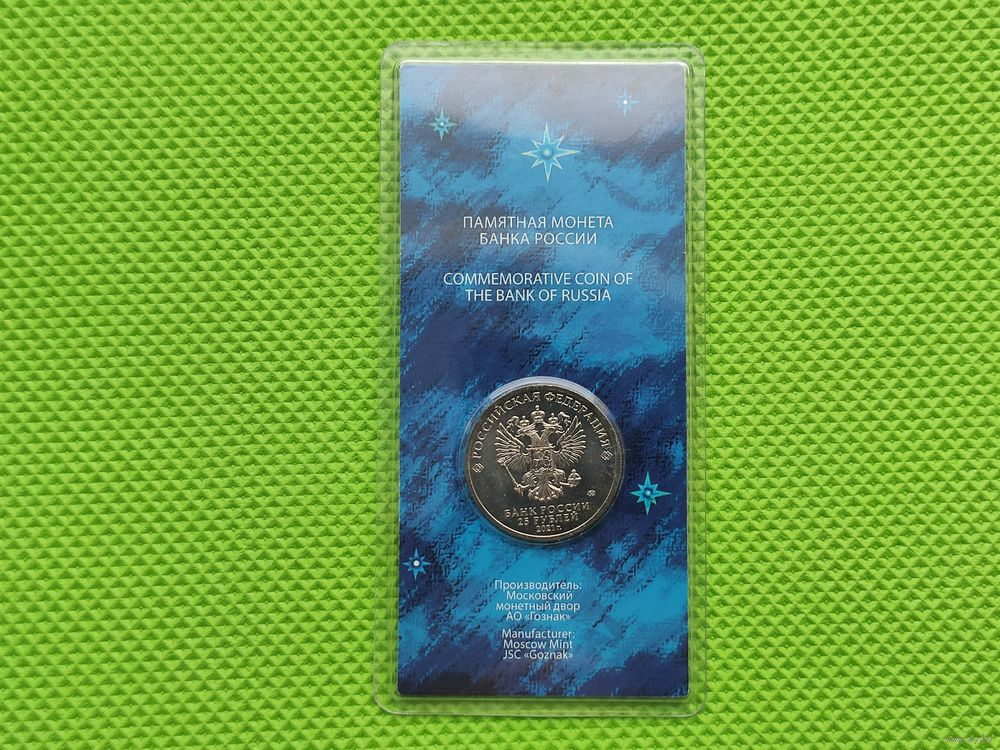 ПАМЯТНАЯ МОНЕТА
БАНКА РОССИИ
COMMEMORATIVE COIN OF
THE BANK OF RUSSIA
РОССИЙСКАЯ ФЕДЕРАЦИЯ
БАНК РОССИИ
25 РУБЛЕЙ
2021 г.
Производитель:
Московский
монетный двор
АО «Гознак»
Manufacturer:
Moscow Mint
JSC «Goznak»